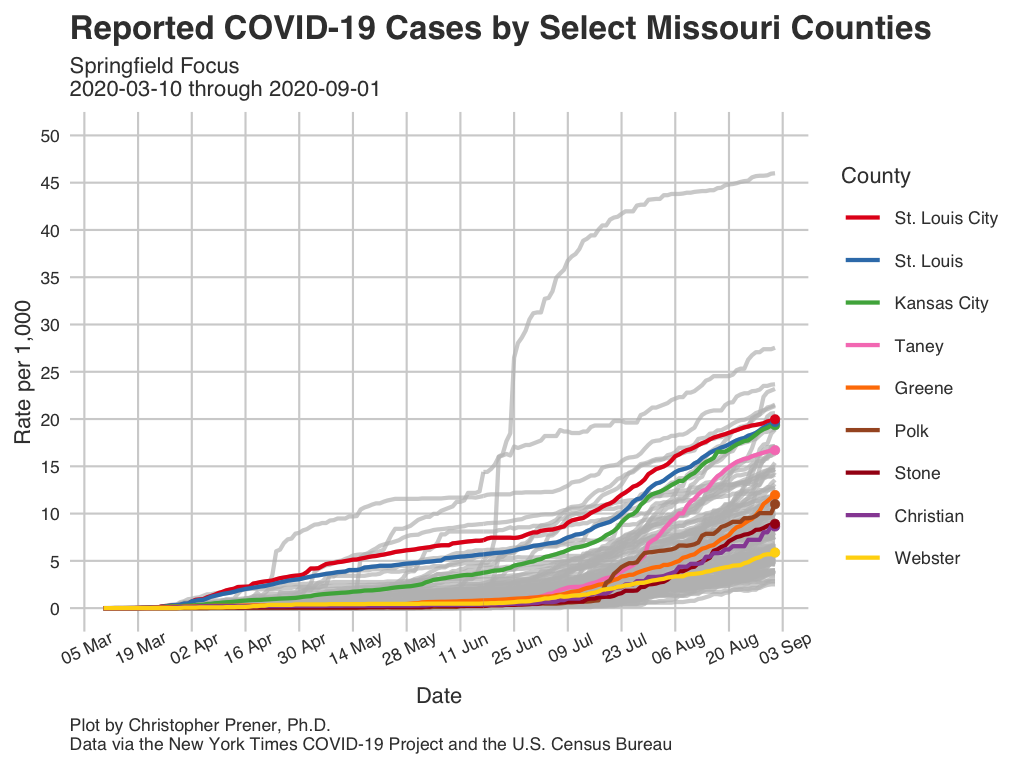 Reported COVID-19 Cases by Select Missouri Counties
Springfield Focus
2020-03-10 through 2020-09-01
50
45
40
35
30
25
20
15
10
5
0
Rate per 1,000
05 Mar
19 Mar
02 Apr
16 Apr
30 Apr
14 May
28 May
11 Jun
25 Jun
09 Jul
23 Jul
06 Aug
20 Aug
03 Sep
Date
County
St. Louis City
St. Louis
Kansas City
Taney
Greene
Polk
Stone
Christian
Webster
Plot by Christopher Prener, Ph.D.
Data via the New York Times COVID-19 Project and the U.S. Census Bureau